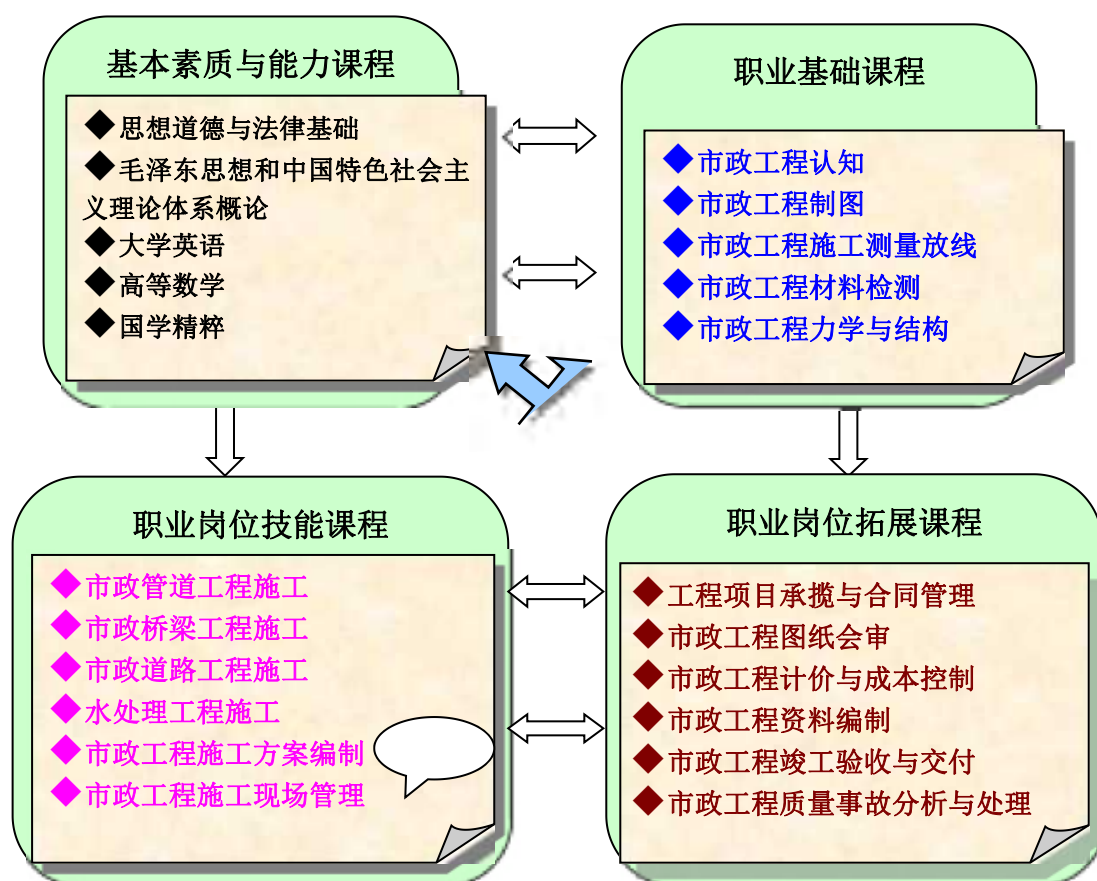 基本素质与能力课程
◆思想道德与法律基础
◆毛泽东思想和中国特色社会主
义理论体系概论
◆大学英语
◆高等数学
◆国学精粹
职业基础课程
◆市政工程认知
◆市政工程制图
◆市政工程施工测量放线
◆市政工程材料检测
◆市政工程力学与结构
职业岗位技能课程
◆市政管道工程施工
◆市政桥梁工程施工
◆市政道路工程施工
◆水处理工程施工
◆市政工程施工方案编制
◆市政工程施工现场管理
职业岗位拓展课程
◆工程项目承揽与合同管理
◆市政工程图纸会审
◆市政工程计价与成本控制
◆市政工程资料编制
◆市政工程竣工验收与交付
◆市政工程质量事故分析与处理